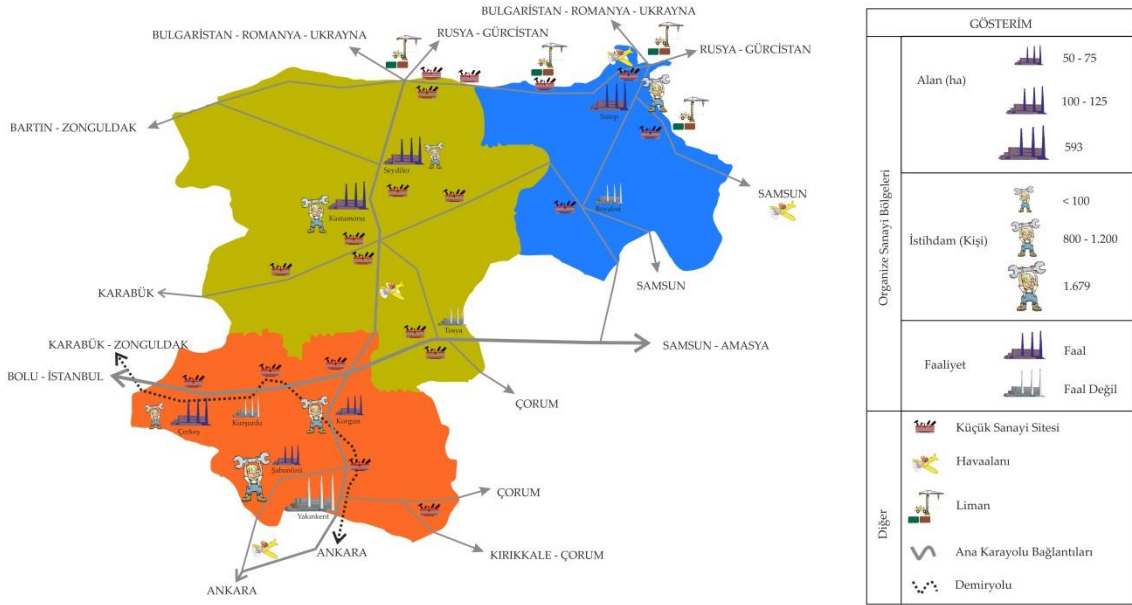 BULGARİSTAN - ROMANYA - UKRAYNA
BULGARİSTAN - ROMANYA - UKRAYNA
RUSYA - GÜRCİSTAN
RUSYA - GÜRCİSTAN
BARTIN - ZONGULDAK
Sinop
Seydiler
SAMSUN
Kastamonu
Boyabat
SAMSUN
KARABÜK
Tosya
KARABÜK - ZONGULDAK
SAMSUN - AMASYA
BOLU - İSTANBUL
ÇORUM
Çerkeş
Kurşunlu
Korgun
Şabanözü
ÇORUM
Yakınkent
KIRIKKALE - ÇORUM
ANKARA
ANKARA
GÖSTERİM
Organize Sanayi Bölgeleri
Alan (ha)
50 - 75
100 - 125
593
İstihdam (Kişi)
< 100
800 - 1.200
1.679
Faaliyet
Faal
Faal Değil
Diğer
Küçük Sanayi Sitesi
Havaalanı
Liman
Ana Karayolu Bağlantıları
Demiryolu